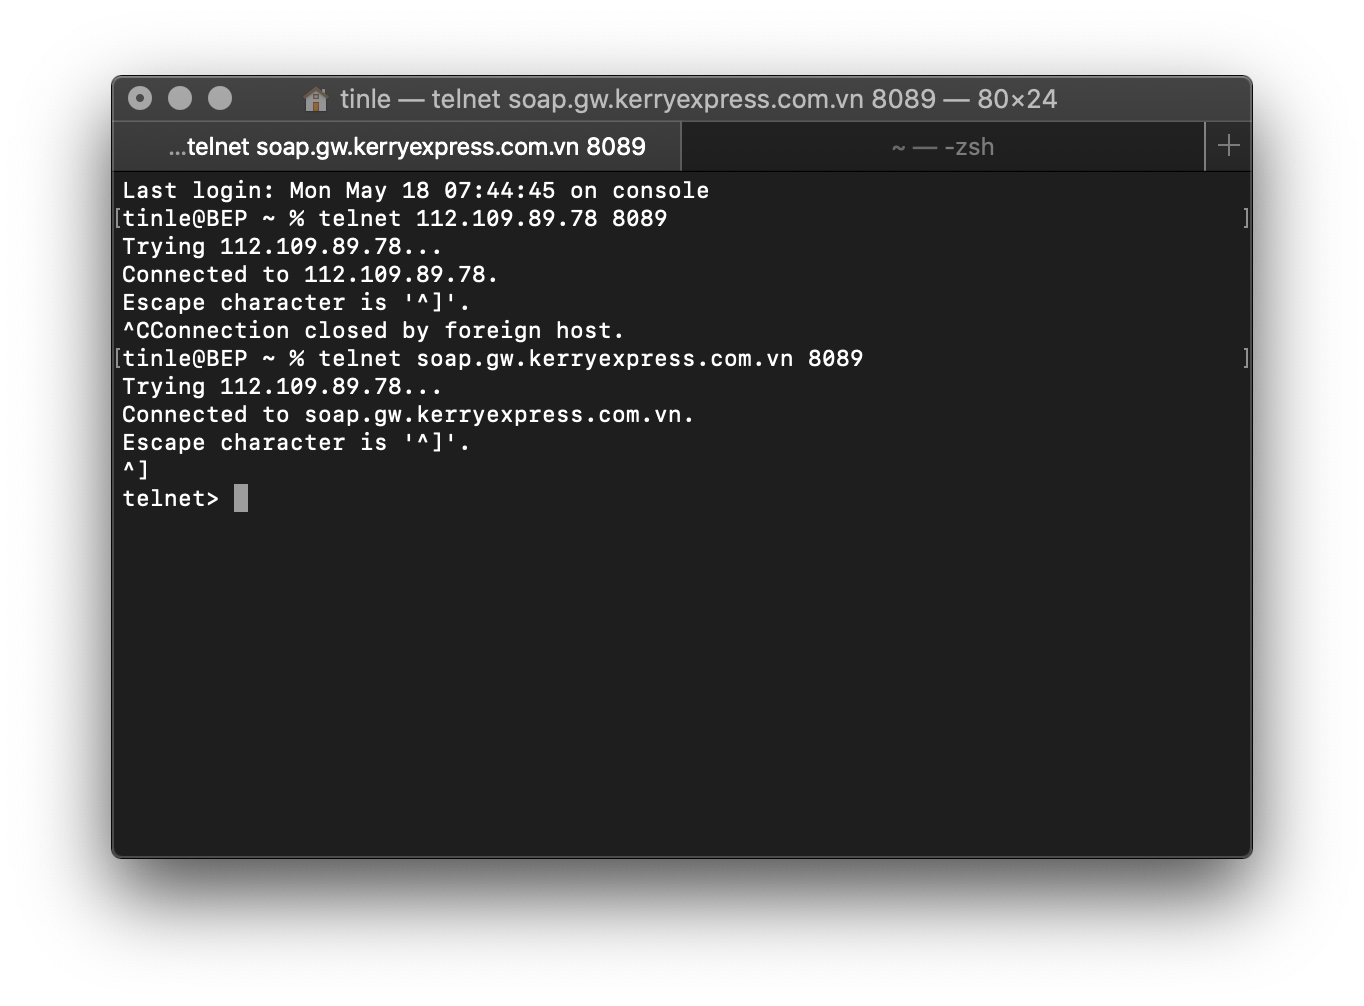 tinle — telnet soap.gw.kerryexpress.com.vn 8089 — 80×24
...telnet soap.gw.kerryexpress.com.vn 8089
~ — -zsh
Last login: Mon May 18 07:44:45 on console
[tinle@BEP ~ % telnet 112.109.89.78 8089 ]
Trying 112.109.89.78...
Connected to 112.109.89.78.
Escape character is '^]'.
^CConnection closed by foreign host.
[tinle@BEP ~ % telnet soap.gw.kerryexpress.com.vn 8089 ]
Trying 112.109.89.78...
Connected to soap.gw.kerryexpress.com.vn.
Escape character is '^]'.
^]
telnet>